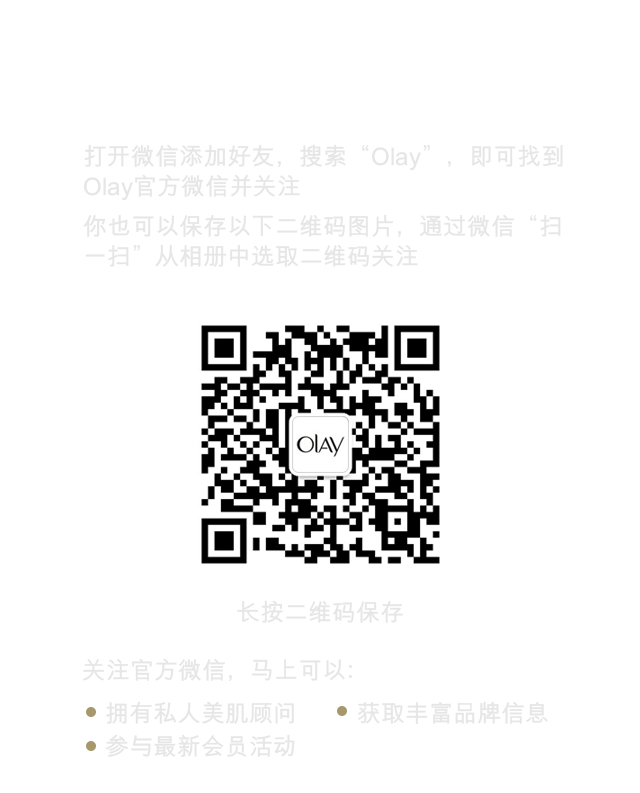 打开微信添加好友，搜索“Olay”，即可找到
Olay官方微信并关注
你也可以保存以下二维码图片，通过微信“扫
一扫”从相册中选取二维码关注
OLAY
长按二维码保存
关注官方微信，马上可以：
拥有私人美肌顾问
获取丰富品牌信息
参与最新会员活动